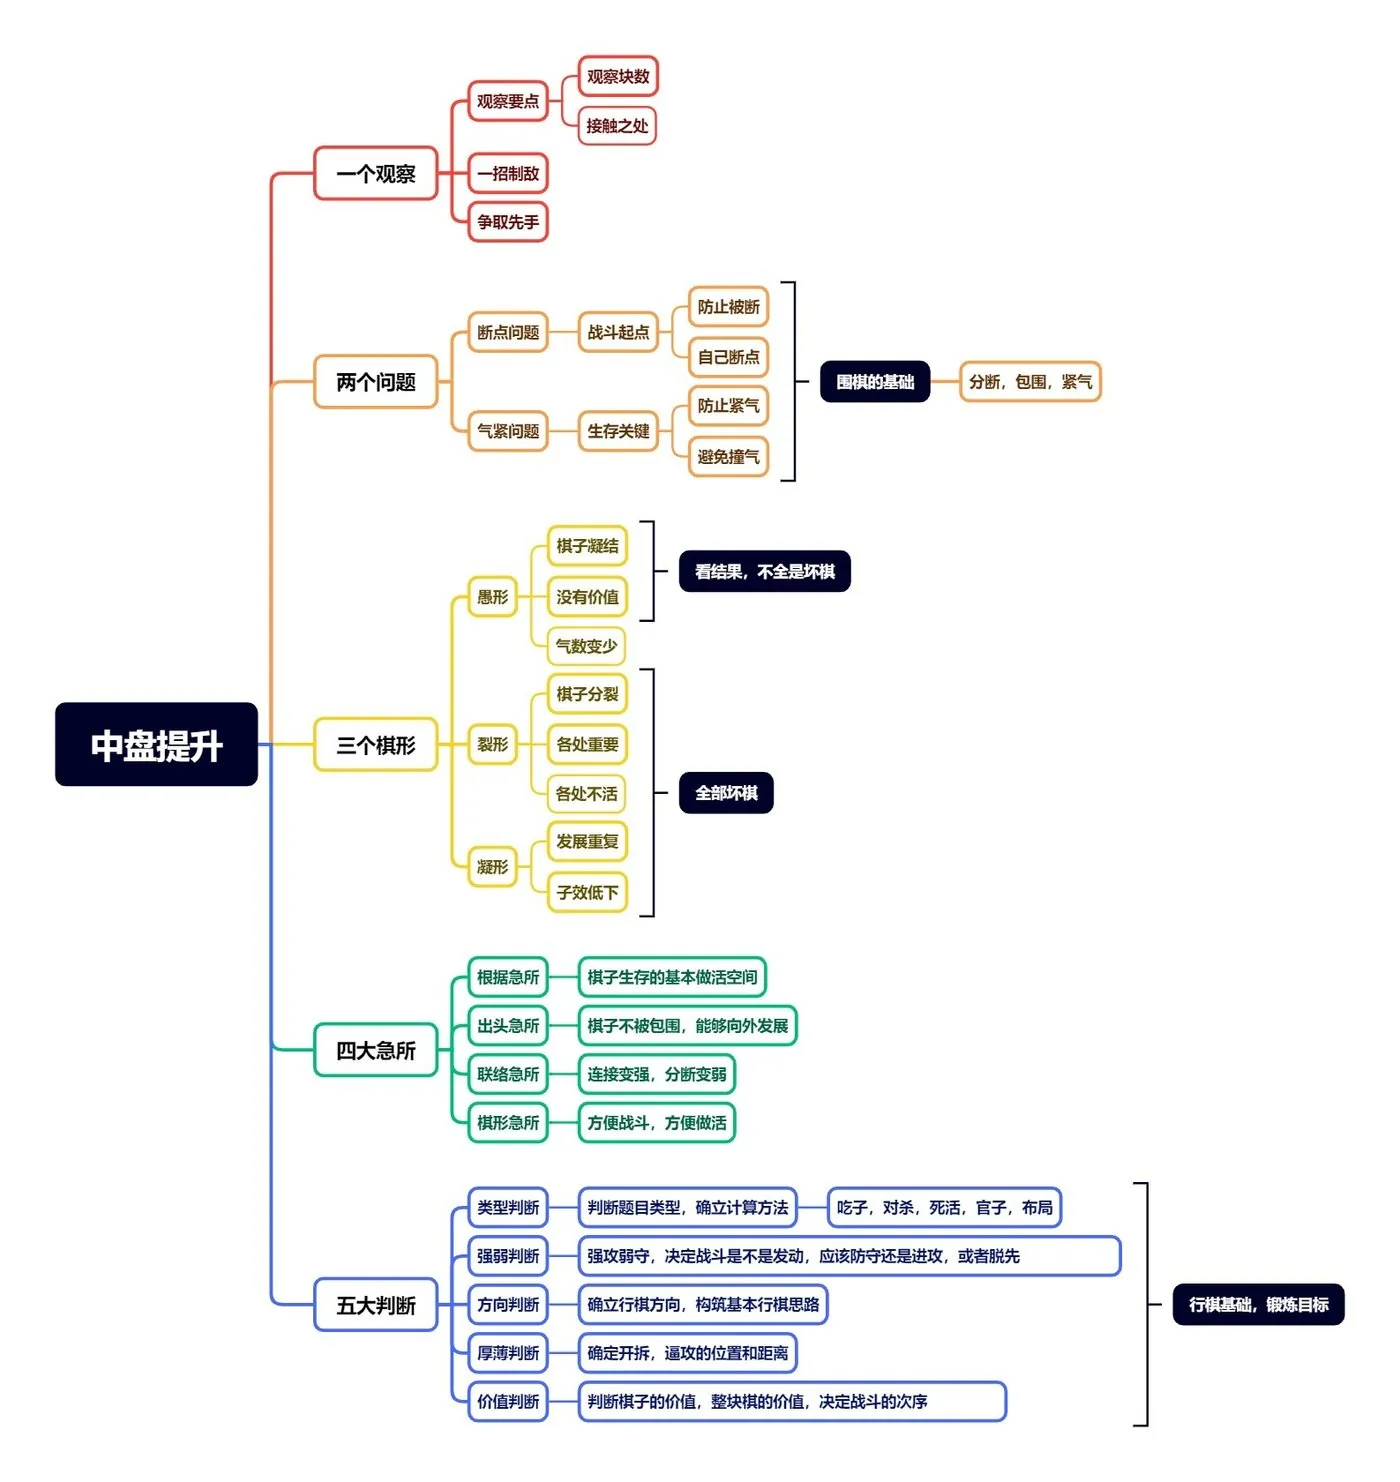 中盘提升
一个观察
观察要点
观察块数
接触之处
一招制敌
争取先手
两个问题
断点问题
战斗起点
防止被断
自己断点
气紧问题
生存关键
防止紧气
避免撞气
围棋的基础
分断，包围，紧气
三个棋形
愚形
棋子凝结
没有价值
气数变少
看结果，不全是坏棋
裂形
棋子分裂
各处重要
各处不活
凝形
发展重复
子效低下
全部坏棋
四大急所
根据急所
棋子生存的基本做活空间
出头急所
棋子不被包围，能够向外发展
联络急所
连接变强，分断变弱
棋形急所
方便战斗，方便做活
五大判断
类型判断
判断题目类型，确立计算方法
吃子，对杀，死活，官子，布局
强弱判断
强攻弱守，决定战斗是不是发动，应该防守还是进攻，或者脱先
方向判断
确立行棋方向，构筑基本行棋思路
厚薄判断
确定开拆，逼攻的位置和距离
价值判断
判断棋子的价值，整块棋的价值，决定战斗的次序
行棋基础，锻炼目标